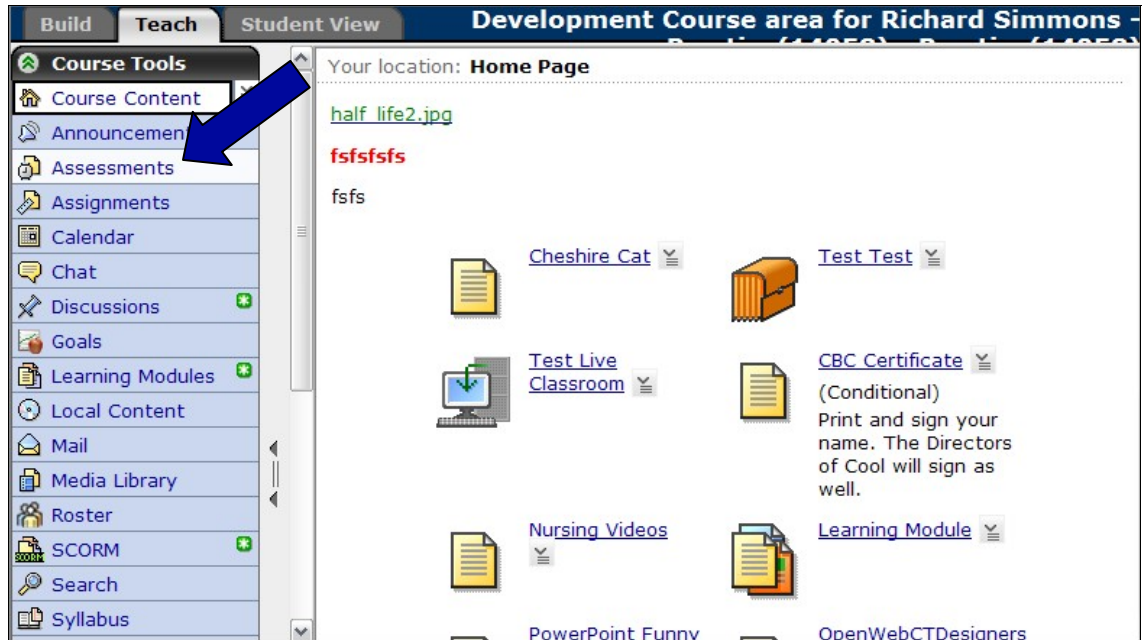 Build Teach Student View
Development Course area for Richard Simmons -
Course Tools
Course Content
Assessments
Assignments
Calendar
Chat
Discussions
Goals
Learning Modules
Local Content
Mail
Media Library
Roster
SCORM
Search
Syllabus
Your location: Home Page
half_life2.jpg
fsfsfsfs
fsfs
Cheshire Cat
Test Test
Test Live
Classroom
CBC Certificate
(Conditional)
Print and sign your
name. The Directors
of Cool will sign as
well.
Nursing Videos
Learning Module
PowerPoint Funny
OpenWebCTDesigners